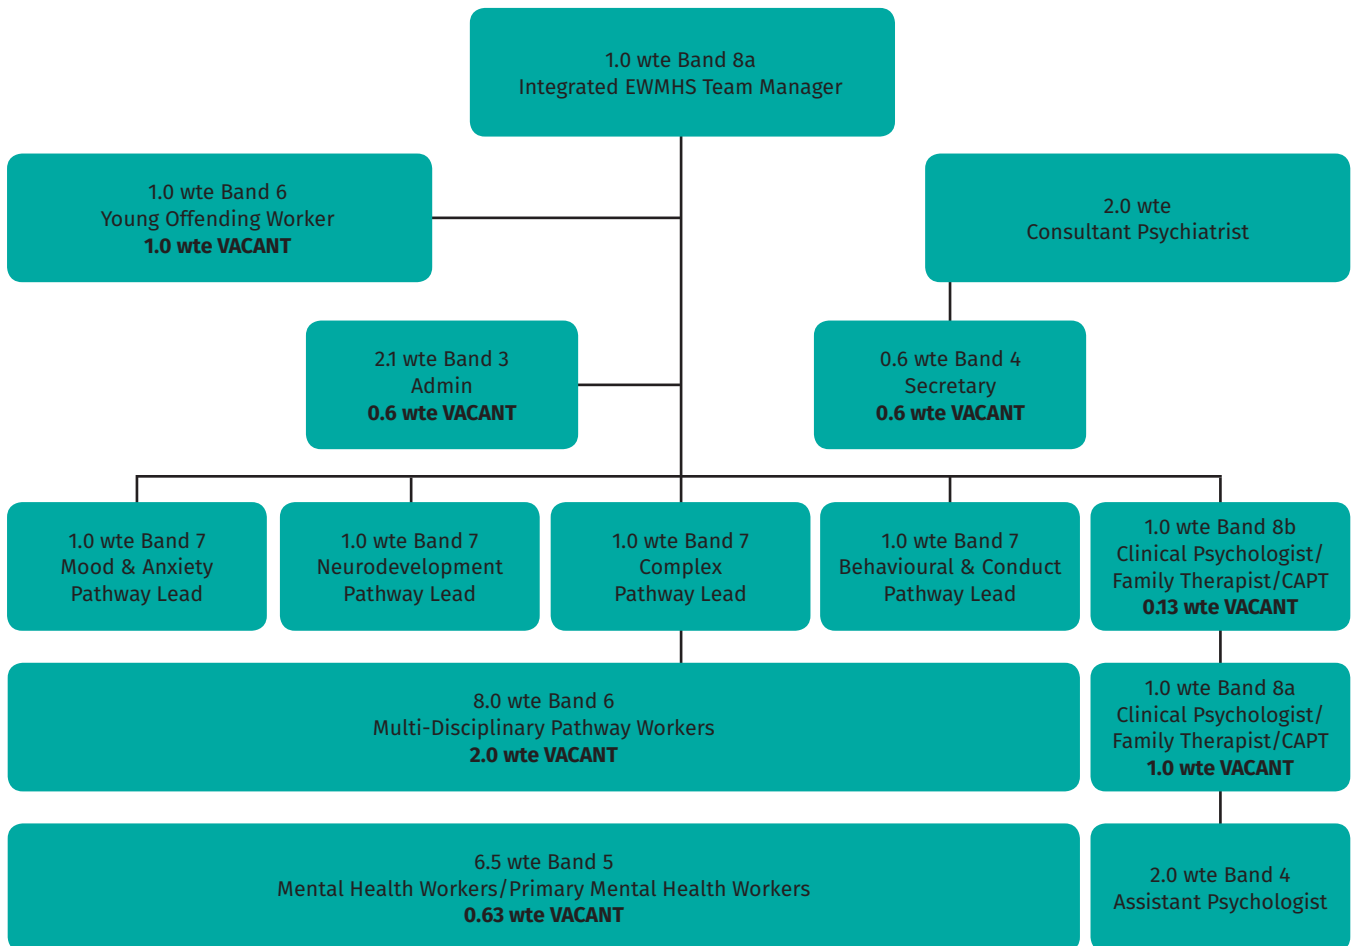 1.0 wte Band 8a
Integrated EWMHS Team Manager
1.0 wte Band 6
Young Offending Worker
1.0 wte VACANT
2.0 wte
Consultant Psychiatrist
2.1 wte Band 3
Admin
0.6 wte VACANT
0.6 wte Band 4
Secretary
0.6 wte VACANT
1.0 wte Band 7
Mood & Anxiety
Pathway Lead
1.0 wte Band 7
Neurodevelopment
Pathway Lead
1.0 wte Band 7
Complex
Pathway Lead
1.0 wte Band 7
Behavioural & Conduct
Pathway Lead
1.0 wte Band 8b
Clinical Psychologist/
Family Therapist/CAPT
0.13 wte VACANT
8.0 wte Band 6
Multi-Disciplinary Pathway Workers
2.0 wte VACANT
1.0 wte Band 8a
Clinical Psychologist/
Family Therapist/CAPT
1.0 wte VACANT
6.5 wte Band 5
Mental Health Workers/Primary Mental Health Workers
0.63 wte VACANT
2.0 wte Band 4
Assistant Psychologist